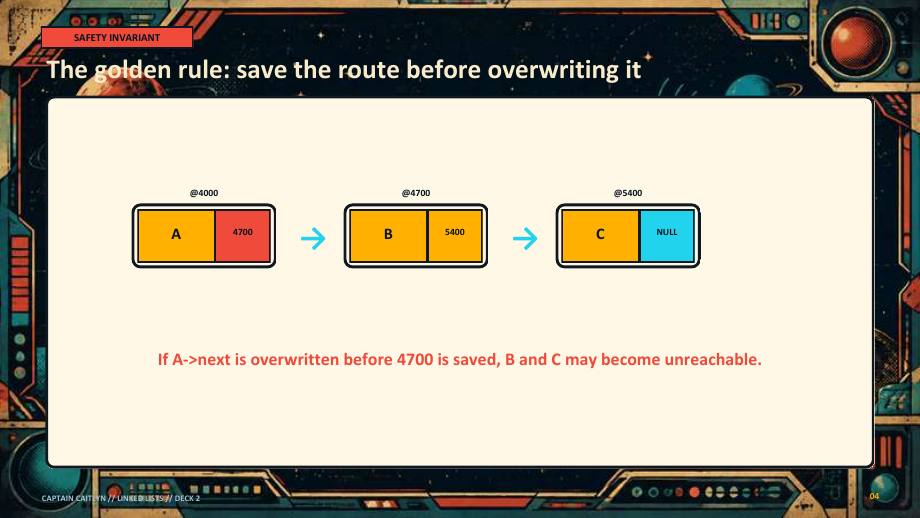 SAFETY INVARIANT
The golden rule: save the route before overwriting it
@4000 @4700 @5400
A 4700 → B 5400 → C NULL
If A->next is overwritten before 4700 is saved, B and C may become unreachable.
CAPTAIN CAITLYN // LINKED LISTS // DECK 2
04